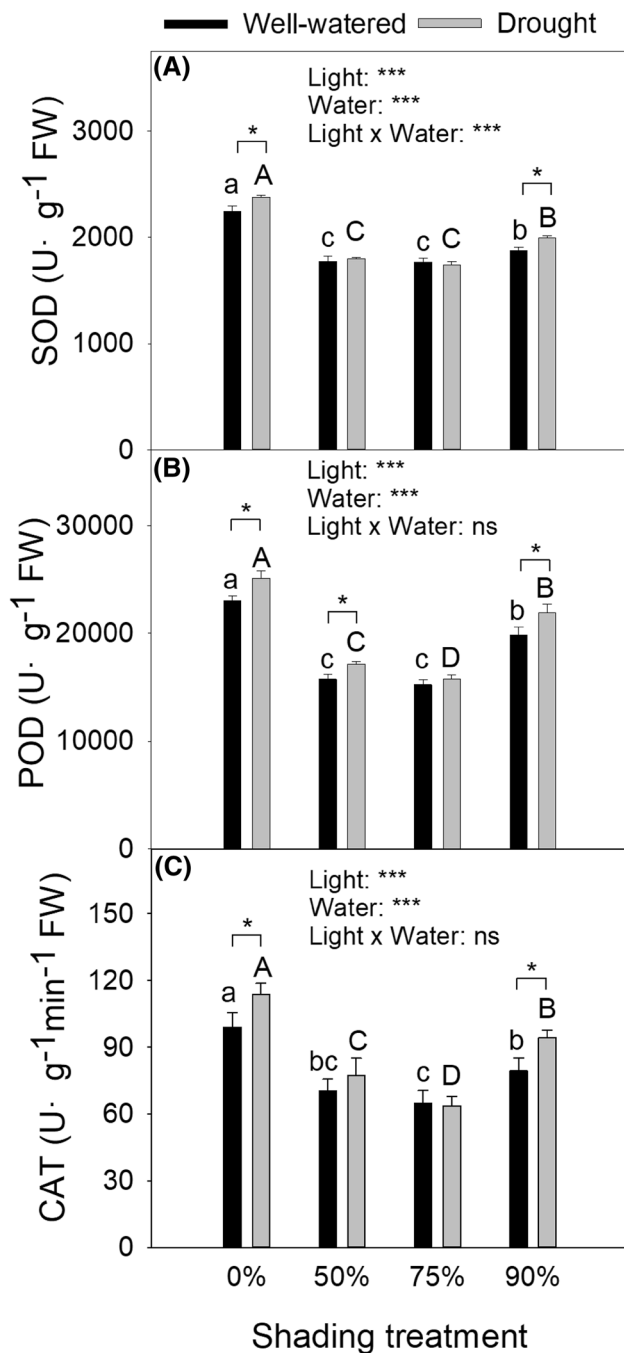 Well-watered Drought
(A)
Light: ***
Water: ***
Light x Water: ***
SOD (U· g-1 FW)
3000
2000
1000
0
* *
a A c C c C b B
(B)
Light: ***
Water: ***
Light x Water: ns
POD (U· g-1 FW)
30000
20000
10000
0
* * *
a A c C c D b B
(C)
Light: ***
Water: ***
Light x Water: ns
CAT (U· g-1min-1 FW)
150
120
90
60
30
0
* *
a A bc C c D b B
0% 50% 75% 90%
Shading treatment